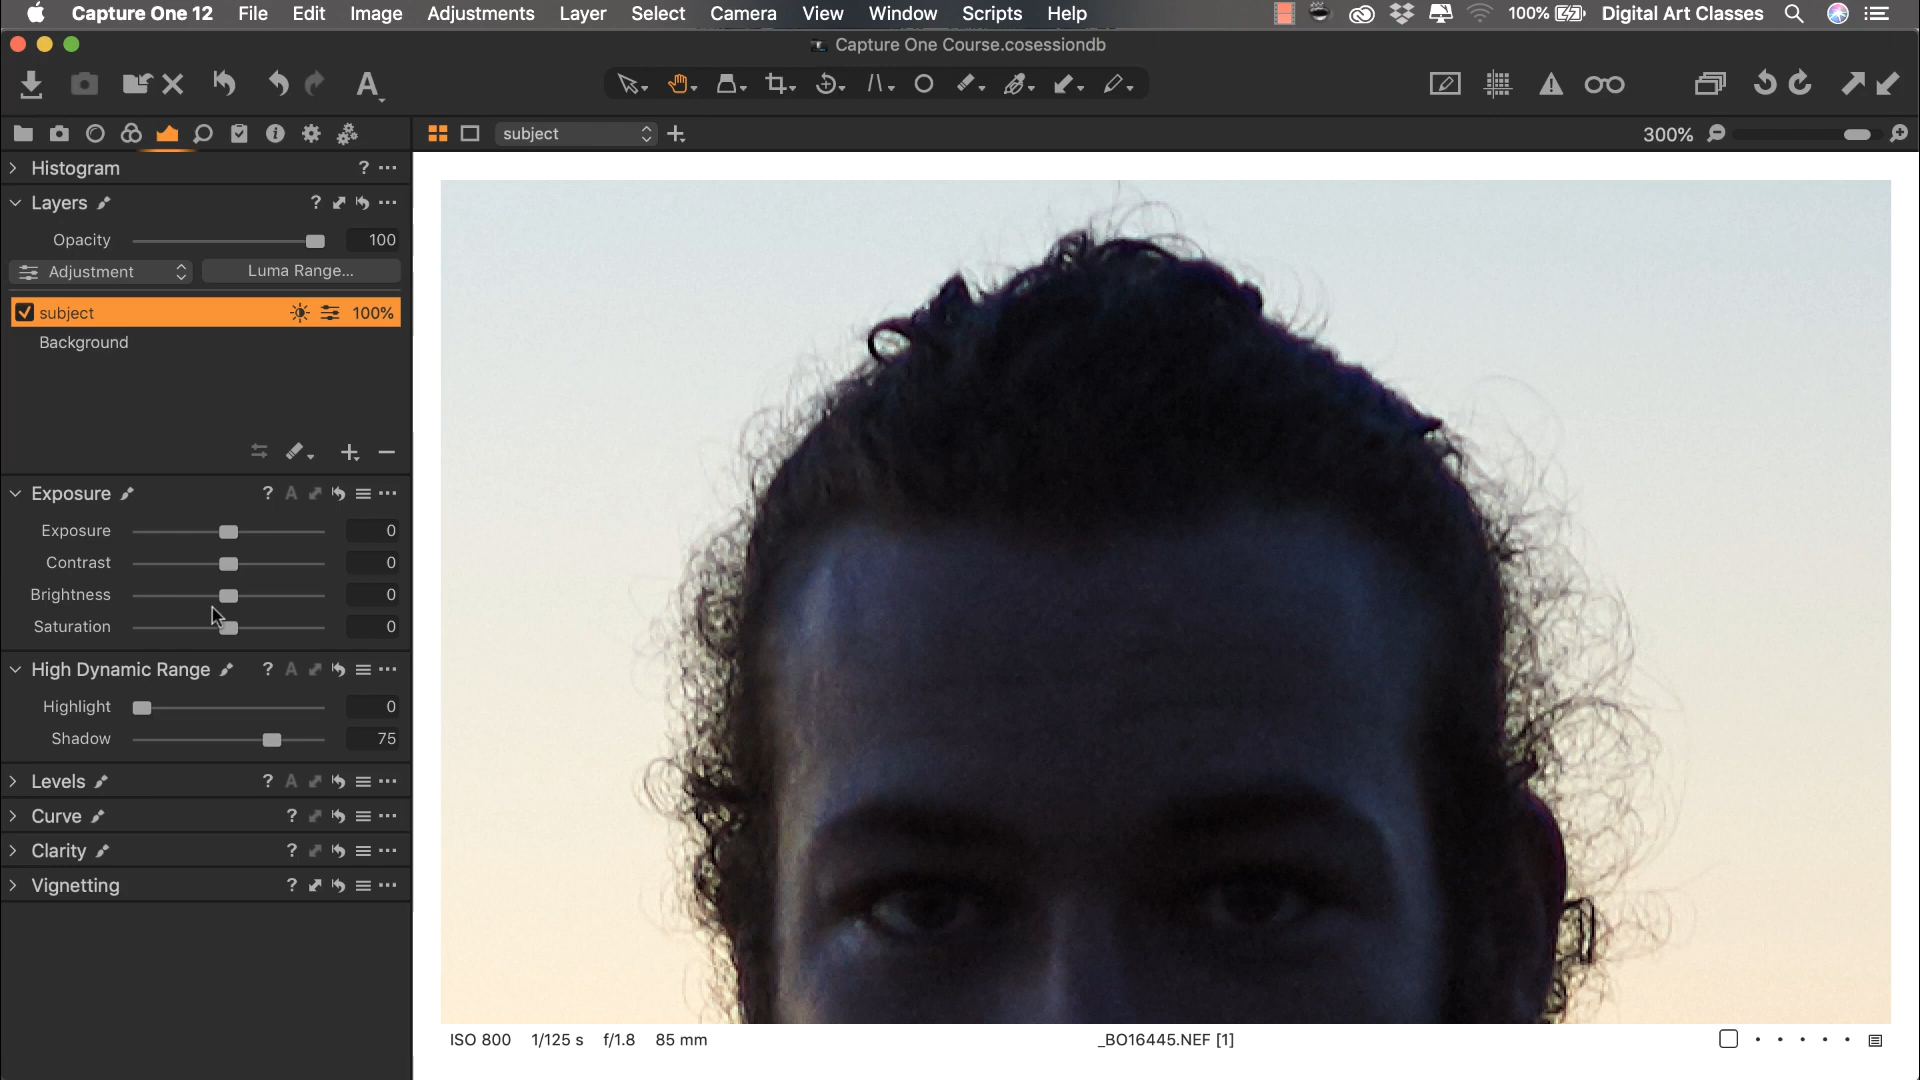 Capture One 12 File Edit Image Adjustments Layer Select Camera View Window Scripts Help 100% Digital Art Classes
Capture One Course.cosessiondb
A
subject 300%
Histogram ? ...
Layers ? ...
Opacity 100
Adjustment Luma Range...
subject 100%
Background
Exposure ? A ...
Exposure 0
Contrast 0
Brightness 0
Saturation 0
High Dynamic Range ? A ...
Highlight 0
Shadow 75
Levels ? A ...
Curve ? ...
Clarity ? ...
Vignetting ? ...
ISO 800 1/125 s f/1.8 85 mm _BO16445.NEF [1]